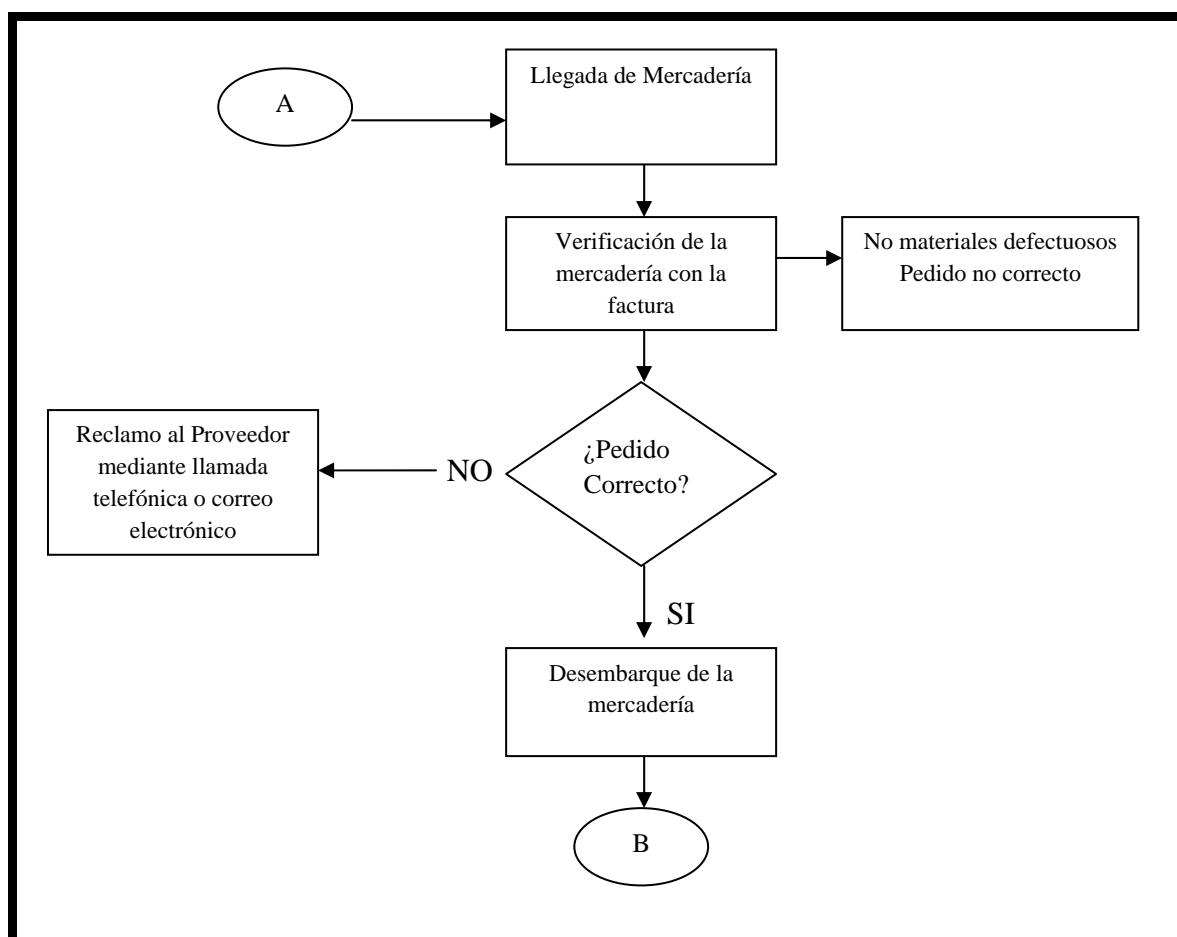 A
Llegada de Mercadería
Verificación de la
mercadería con la
factura
No materiales defectuosos
Pedido no correcto
¿Pedido
Correcto?
NO
Reclamo al Proveedor
mediante llamada
telefónica o correo
electrónico
SI
Desembarque de la
mercadería
B